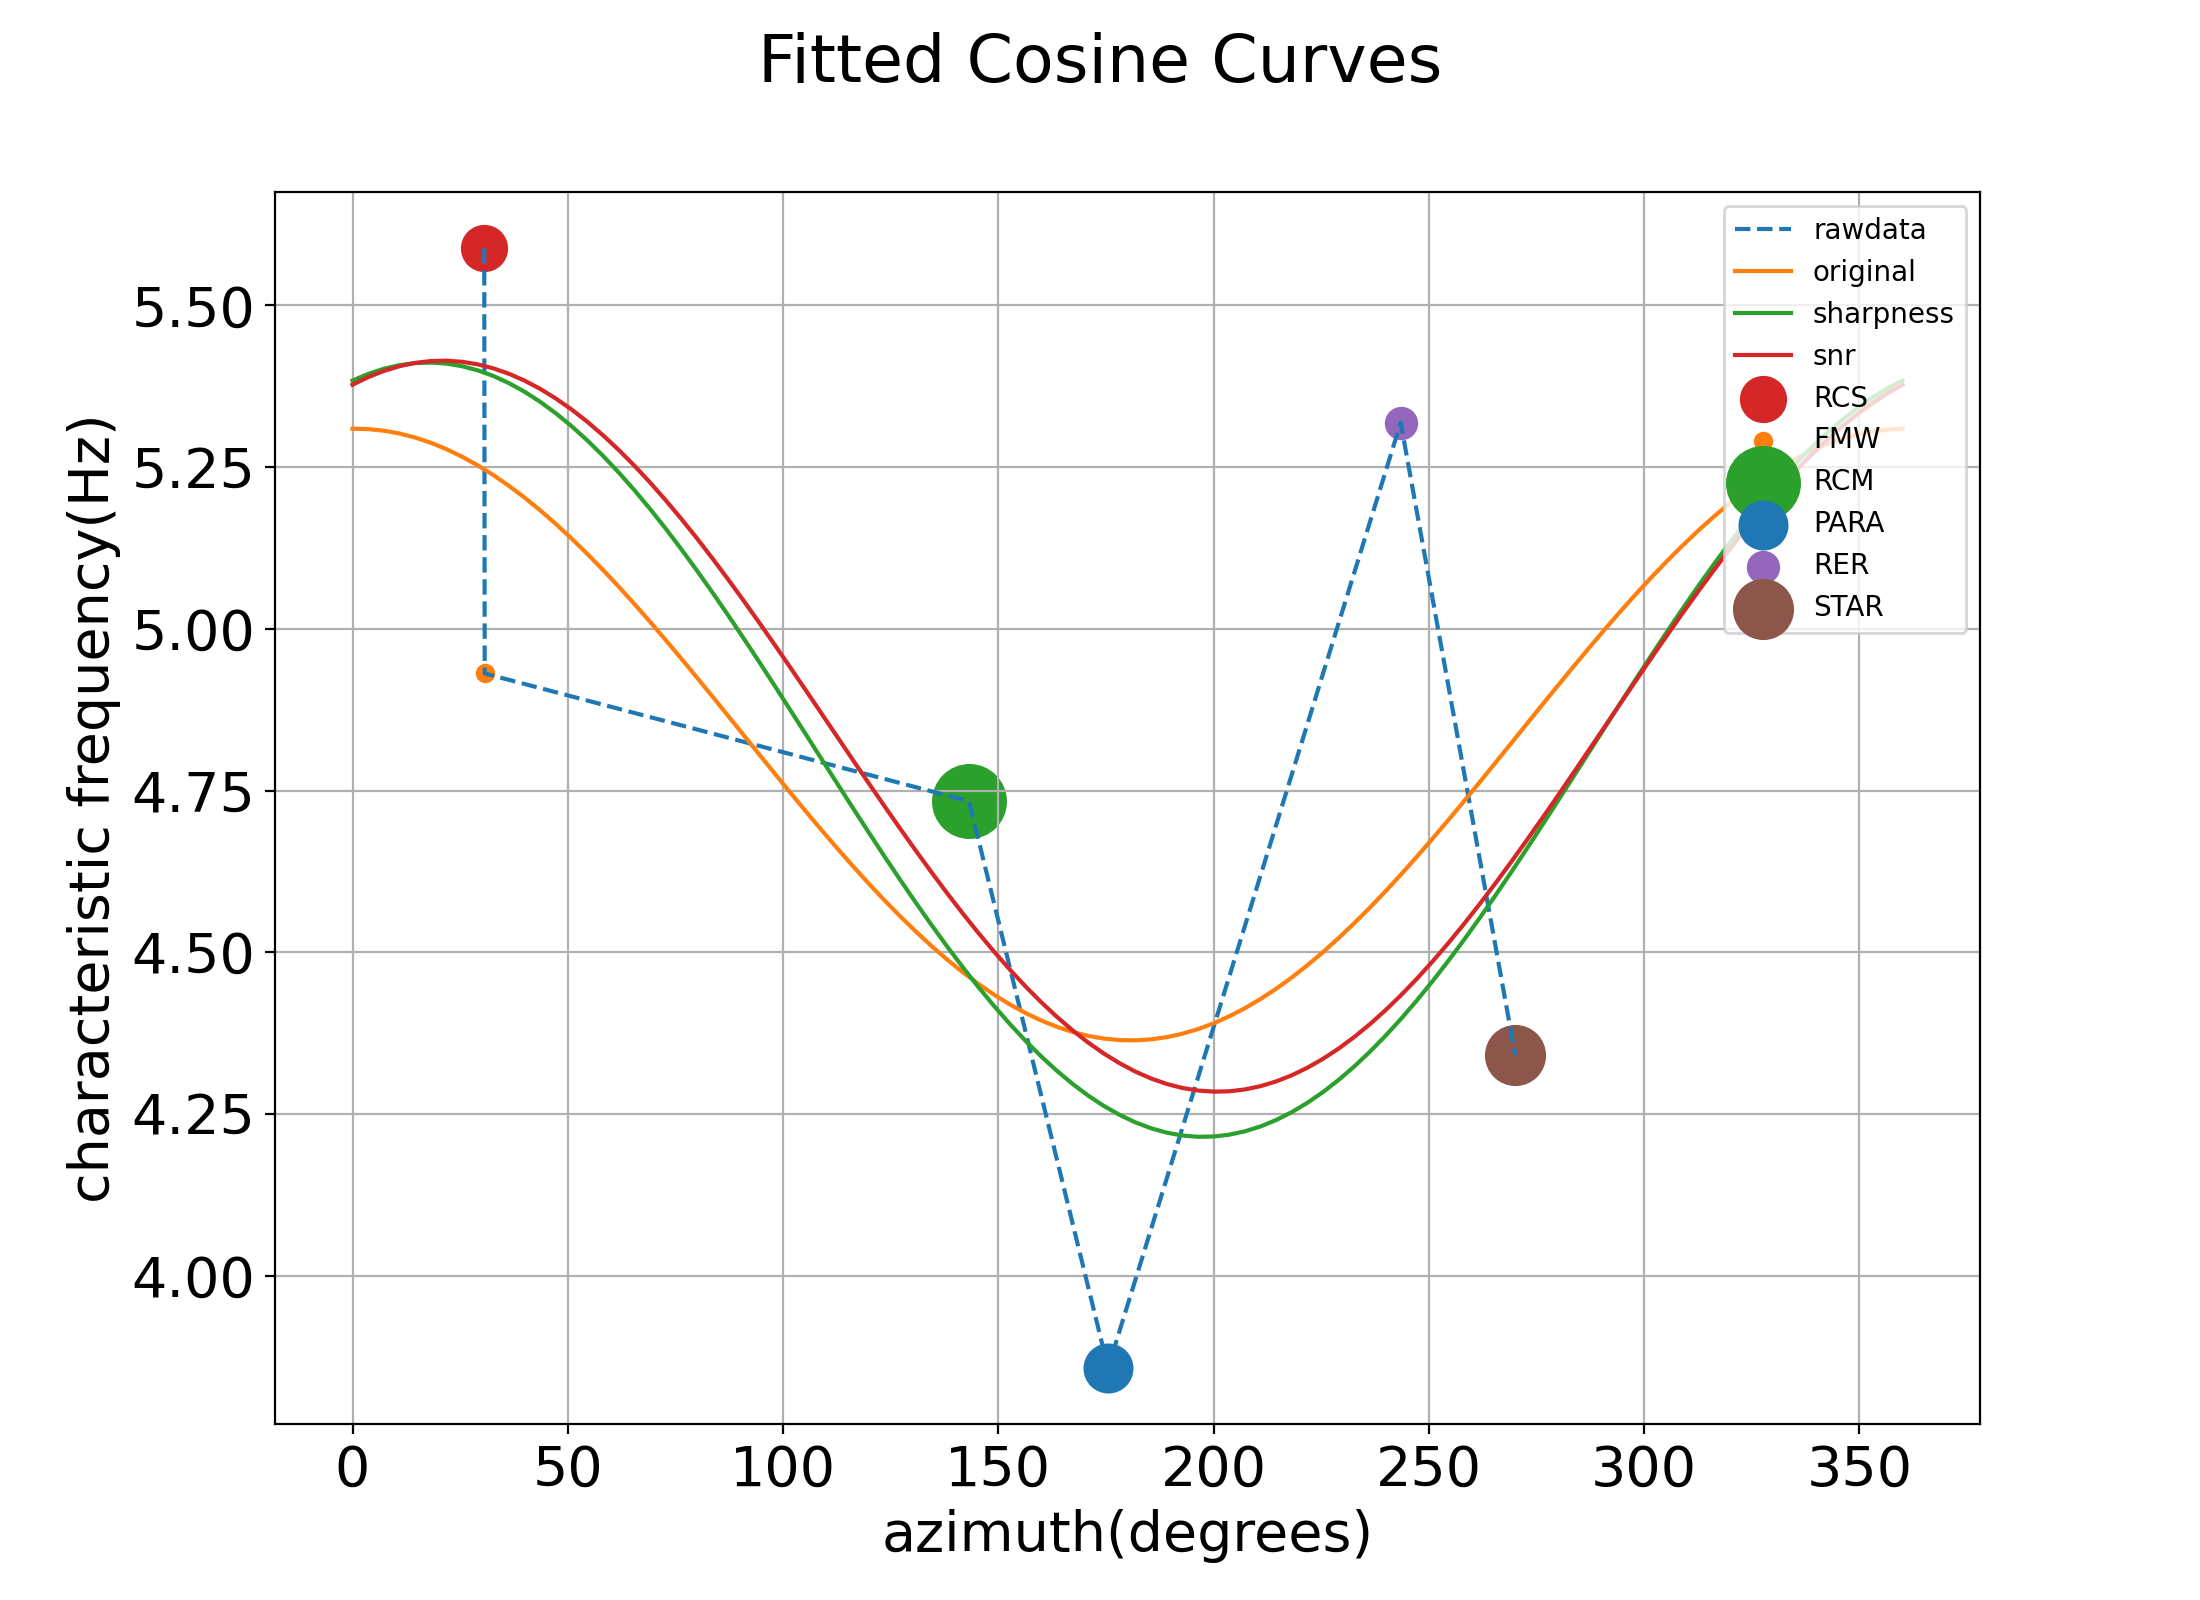 Fitted Cosine Curves
characteristic frequency(Hz)
5.50
5.25
5.00
4.75
4.50
4.25
4.00
rawdata
original
sharpness
snr
RCS
FMW
RCM
PARA
RER
STAR
0 50 100 150 200 250 300 350
azimuth(degrees)